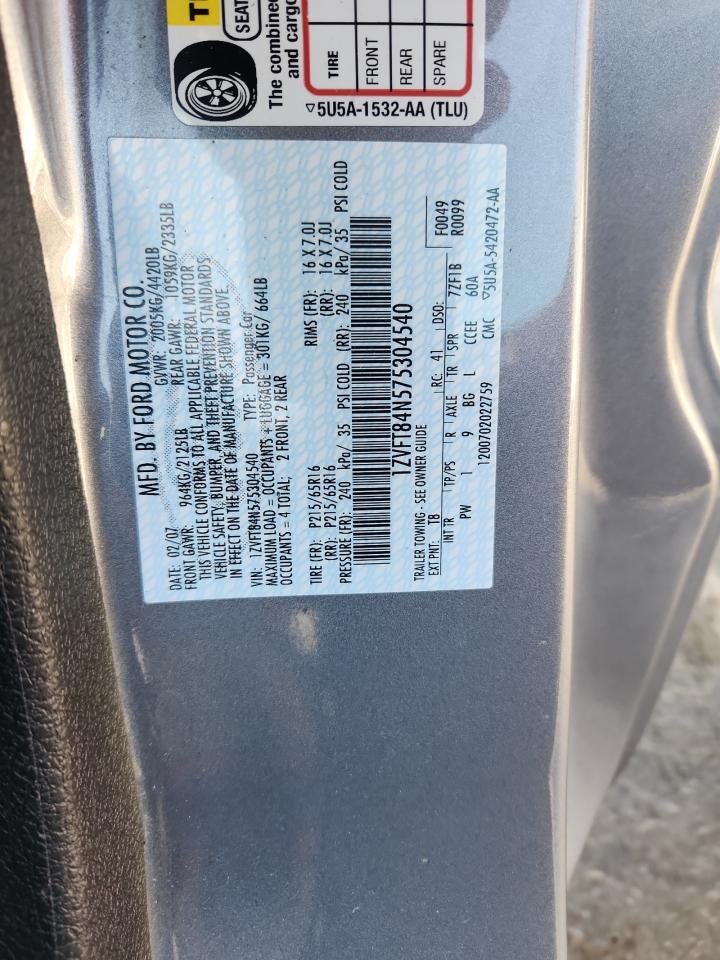 TI
SEAT
The combined
and cargo
TIRE
FRONT
REAR
SPARE
▽5U5A-1532-AA (TLU)
MFD. BY FORD MOTOR CO.
DATE: 02/07 GVWR: 2005KG/4420LB
FRONT GAWR: 964KG/2125LB REAR GAWR: 1059KG/2335LB
THIS VEHICLE CONFORMS TO ALL APPLICABLE FEDERAL MOTOR
VEHICLE SAFETY, BUMPER, AND THEFT PREVENTION STANDARDS
IN EFFECT ON THE DATE OF MANUFACTURE SHOWN ABOVE.
VIN: 1ZVFT84N575304540 TYPE: Passenger Car
MAXIMUM LOAD = OCCUPANTS + LUGGAGE = 301KG/ 664LB
OCCUPANTS = 4 TOTAL; 2 FRONT, 2 REAR
TIRE (FR): P215/65R16 RIMS (FR): 16 X 7.0J
(RR): P215/65R16 (RR): 16 X 7.0J
PRESSURE (FR): 240 kPa/ 35 PSI COLD (RR): 240 kPa/ 35 PSI COLD
1ZVFT84N575304540
TRAILER TOWING - SEE OWNER GUIDE F0049
EXT PNT: T8 RC: 41 DSO: R0099
INT TR TP/PS R AXLE TR SPR 7ZF1B
PW 1 9 BG L CCEE 60A
1200702022759 CMC ▽5U5A-5420472-AA